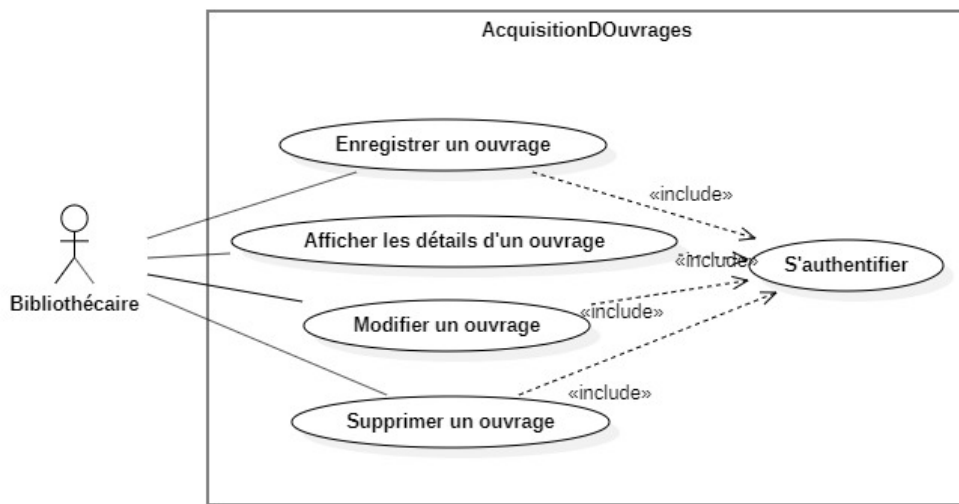 AcquisitionDOuvrages
Enregistrer un ouvrage
«include»
Afficher les détails d'un ouvrage
«include»
S'authentifier
Bibliothécaire
Modifier un ouvrage
«include»
Supprimer un ouvrage
«include»